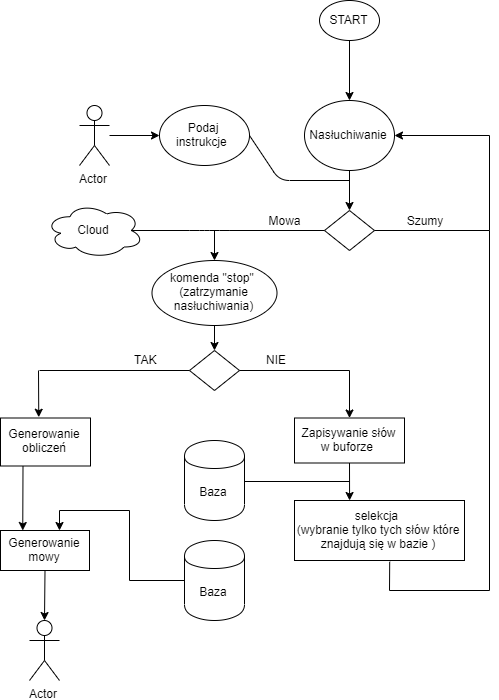 START
Nasłuchiwanie
Podaj
instrukcje
Actor
Mowa
Szumy
Cloud
komenda "stop"
(zatrzymanie
nasłuchiwania)
TAK
NIE
Generowanie
obliczeń
Zapisywanie słów
w buforze
Baza
selekcja
(wybranie tylko tych słów które
znajdują się w bazie )
Generowanie
mowy
Baza
Actor